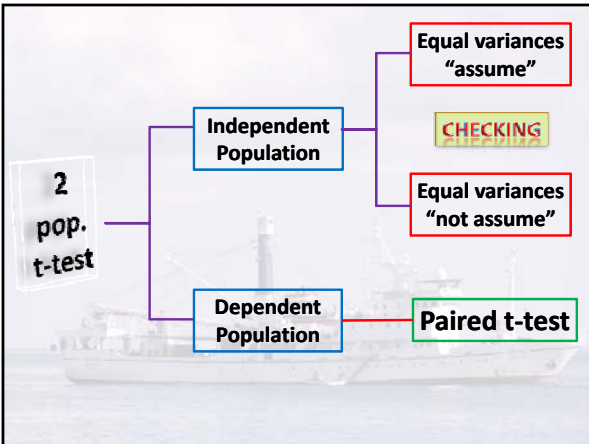 2
pop.
t-test
Independent
Population
Equal variances
“assume”
CHECKING
Equal variances
“not assume”
Dependent
Population
Paired t-test